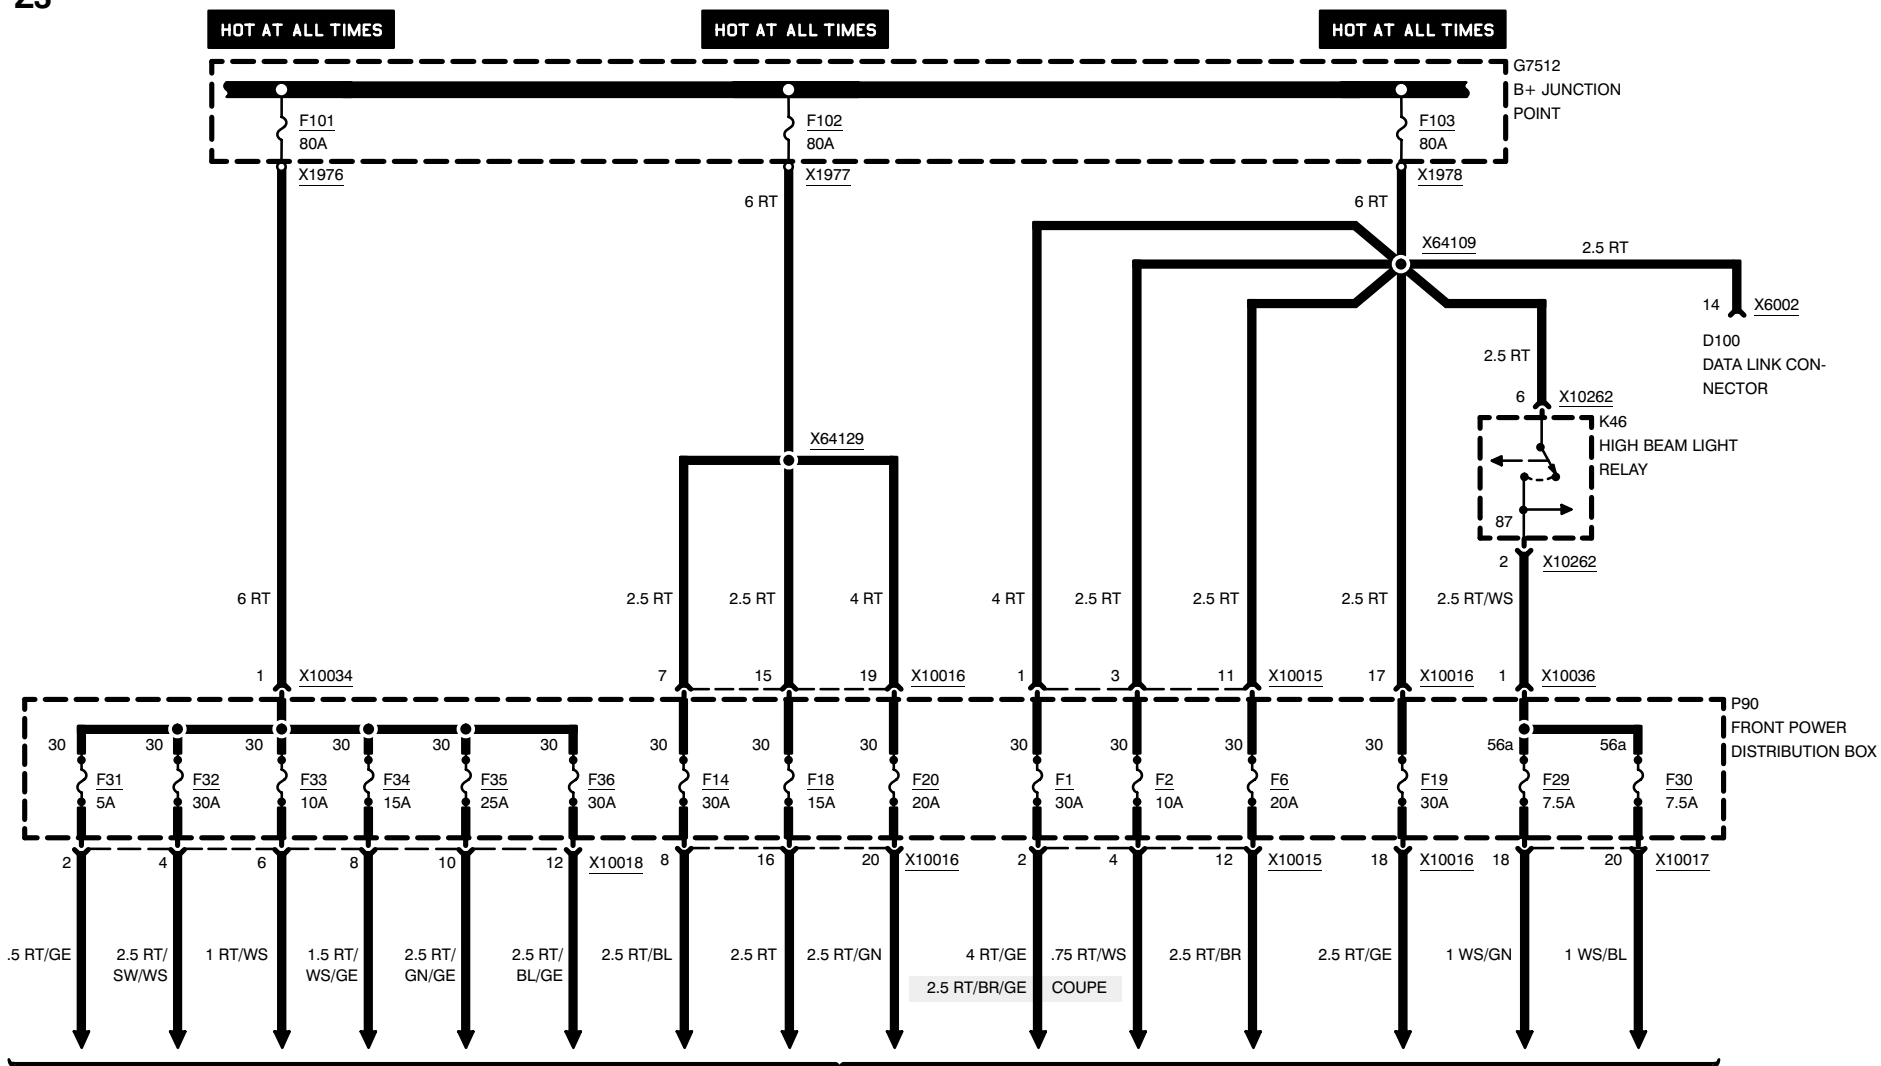 HOT AT ALL TIMES
HOT AT ALL TIMES
HOT AT ALL TIMES
G7512
B+ JUNCTION
POINT
F101
80A
F102
80A
F103
80A
X1976
X1977
X1978
6 RT
6 RT
X64109
2.5 RT
14
X6002
D100
DATA LINK CON-
NECTOR
2.5 RT
6
X10262
K46
HIGH BEAM LIGHT
RELAY
X64129
87
2
X10262
6 RT
2.5 RT
2.5 RT
4 RT
4 RT
2.5 RT
2.5 RT
2.5 RT
2.5 RT/WS
1
X10034
7
15
19
X10016
1
3
11
X10015
17
X10016
1
X10036
P90
FRONT POWER
DISTRIBUTION BOX
30
30
30
30
30
30
30
30
30
30
30
30
30
56a
56a
F31
5A
F32
30A
F33
10A
F34
15A
F35
25A
F36
30A
F14
30A
F18
15A
F20
20A
F1
30A
F2
10A
F6
20A
F19
30A
F29
7.5A
F30
7.5A
2
4
6
8
10
12
X10018
8
16
20
X10016
2
4
12
X10015
18
X10016
18
20
X10017
.5 RT/GE
2.5 RT/
SW/WS
1 RT/WS
1.5 RT/
WS/GE
2.5 RT/
GN/GE
2.5 RT/
BL/GE
2.5 RT/BL
2.5 RT
2.5 RT/GN
4 RT/GE
.75 RT/WS
2.5 RT/BR
2.5 RT/GE
1 WS/GN
1 WS/BL
2.5 RT/BR/GE
COUPE